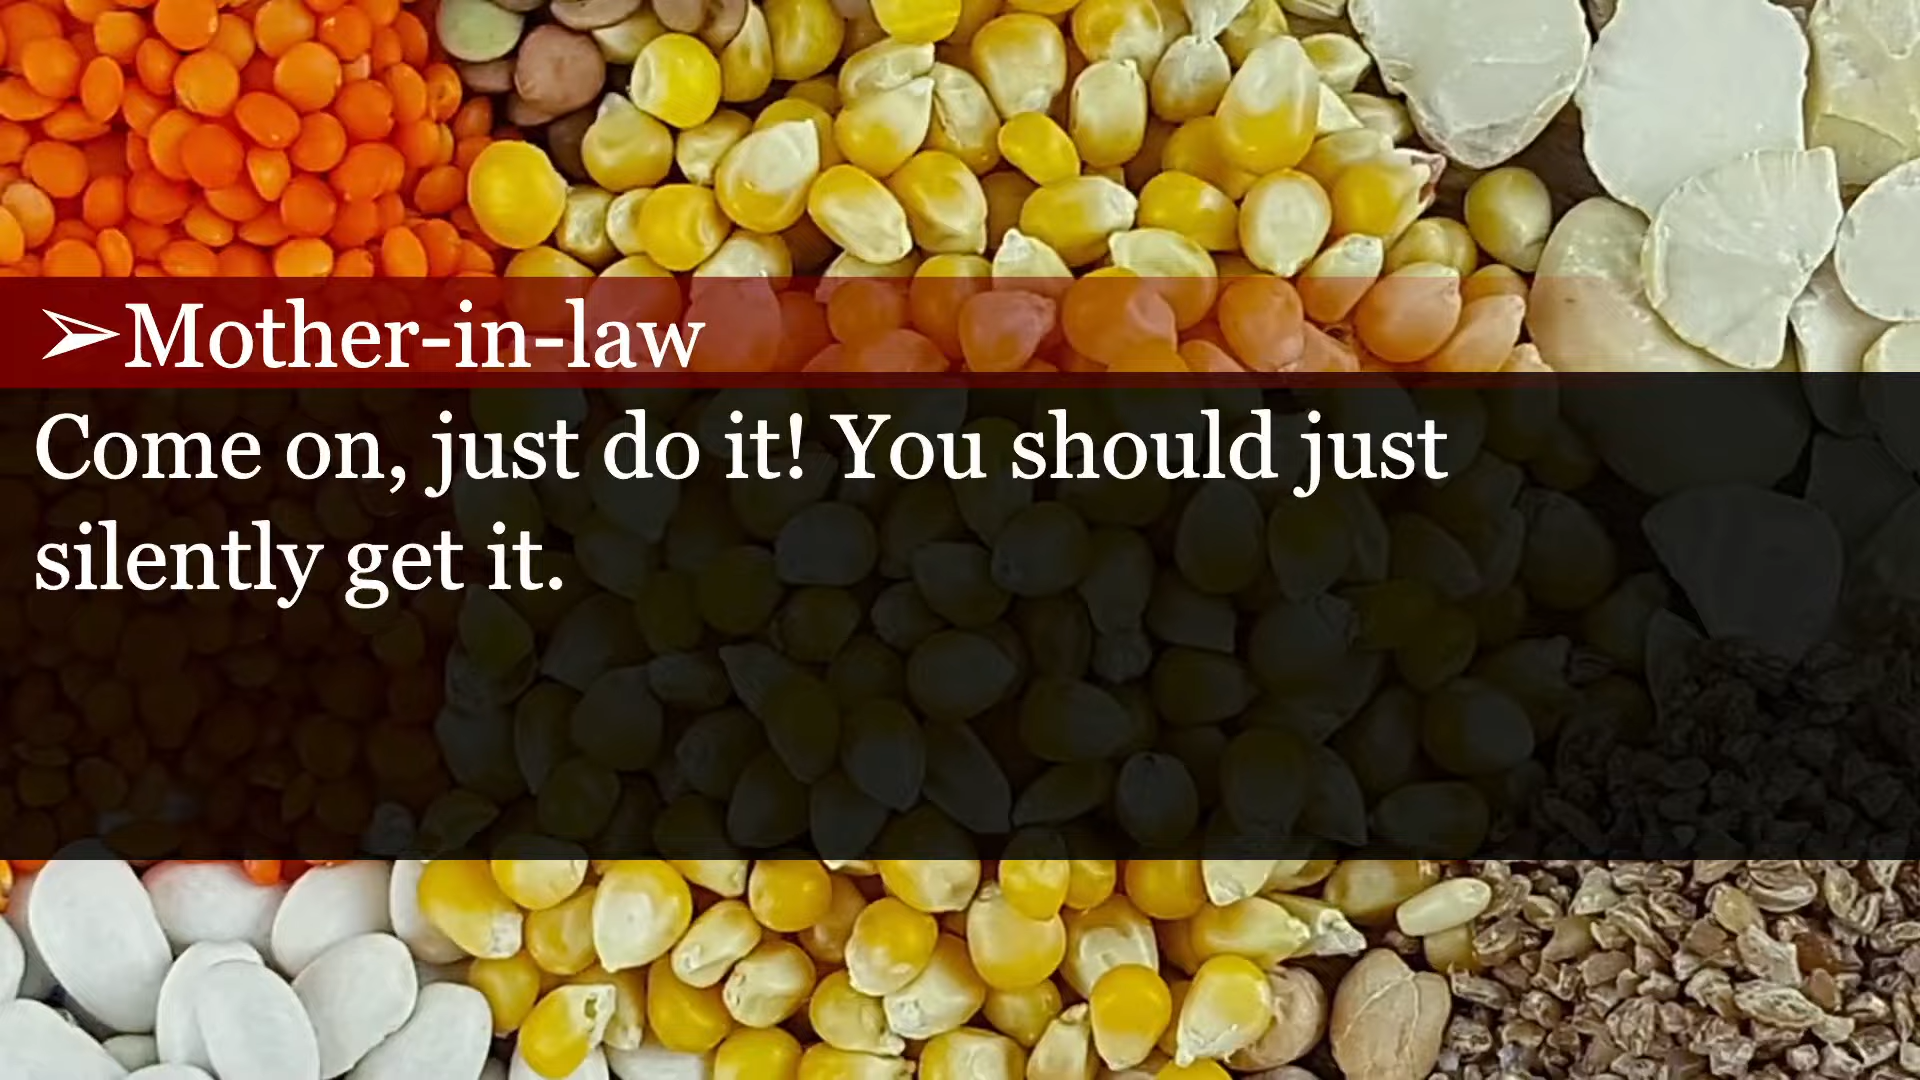 ➢Mother-in-law
Come on, just do it! You should just
silently get it.